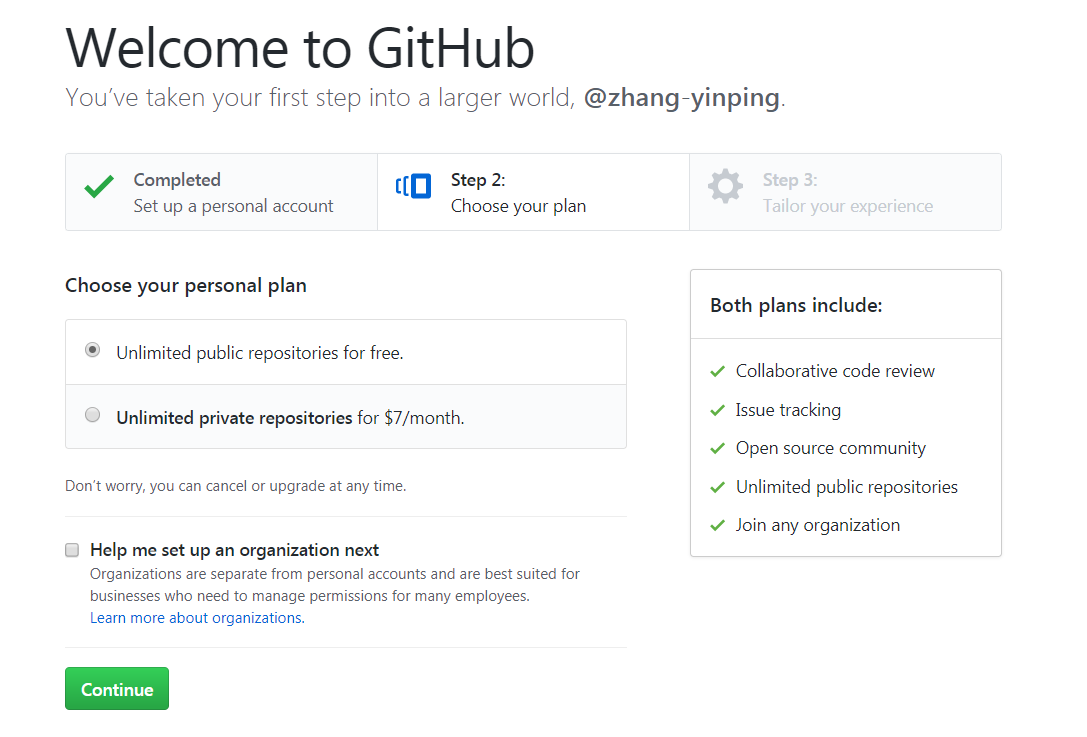 Welcome to GitHub
You’ve taken your first step into a larger world, @zhang-yinping.
Completed
Set up a personal account
Step 2:
Choose your plan
Step 3:
Tailor your experience
Choose your personal plan
Unlimited public repositories for free.
Unlimited private repositories for $7/month.
Don’t worry, you can cancel or upgrade at any time.
Help me set up an organization next
Organizations are separate from personal accounts and are best suited for
businesses who need to manage permissions for many employees.
Learn more about organizations.
Continue
Both plans include:
Collaborative code review
Issue tracking
Open source community
Unlimited public repositories
Join any organization